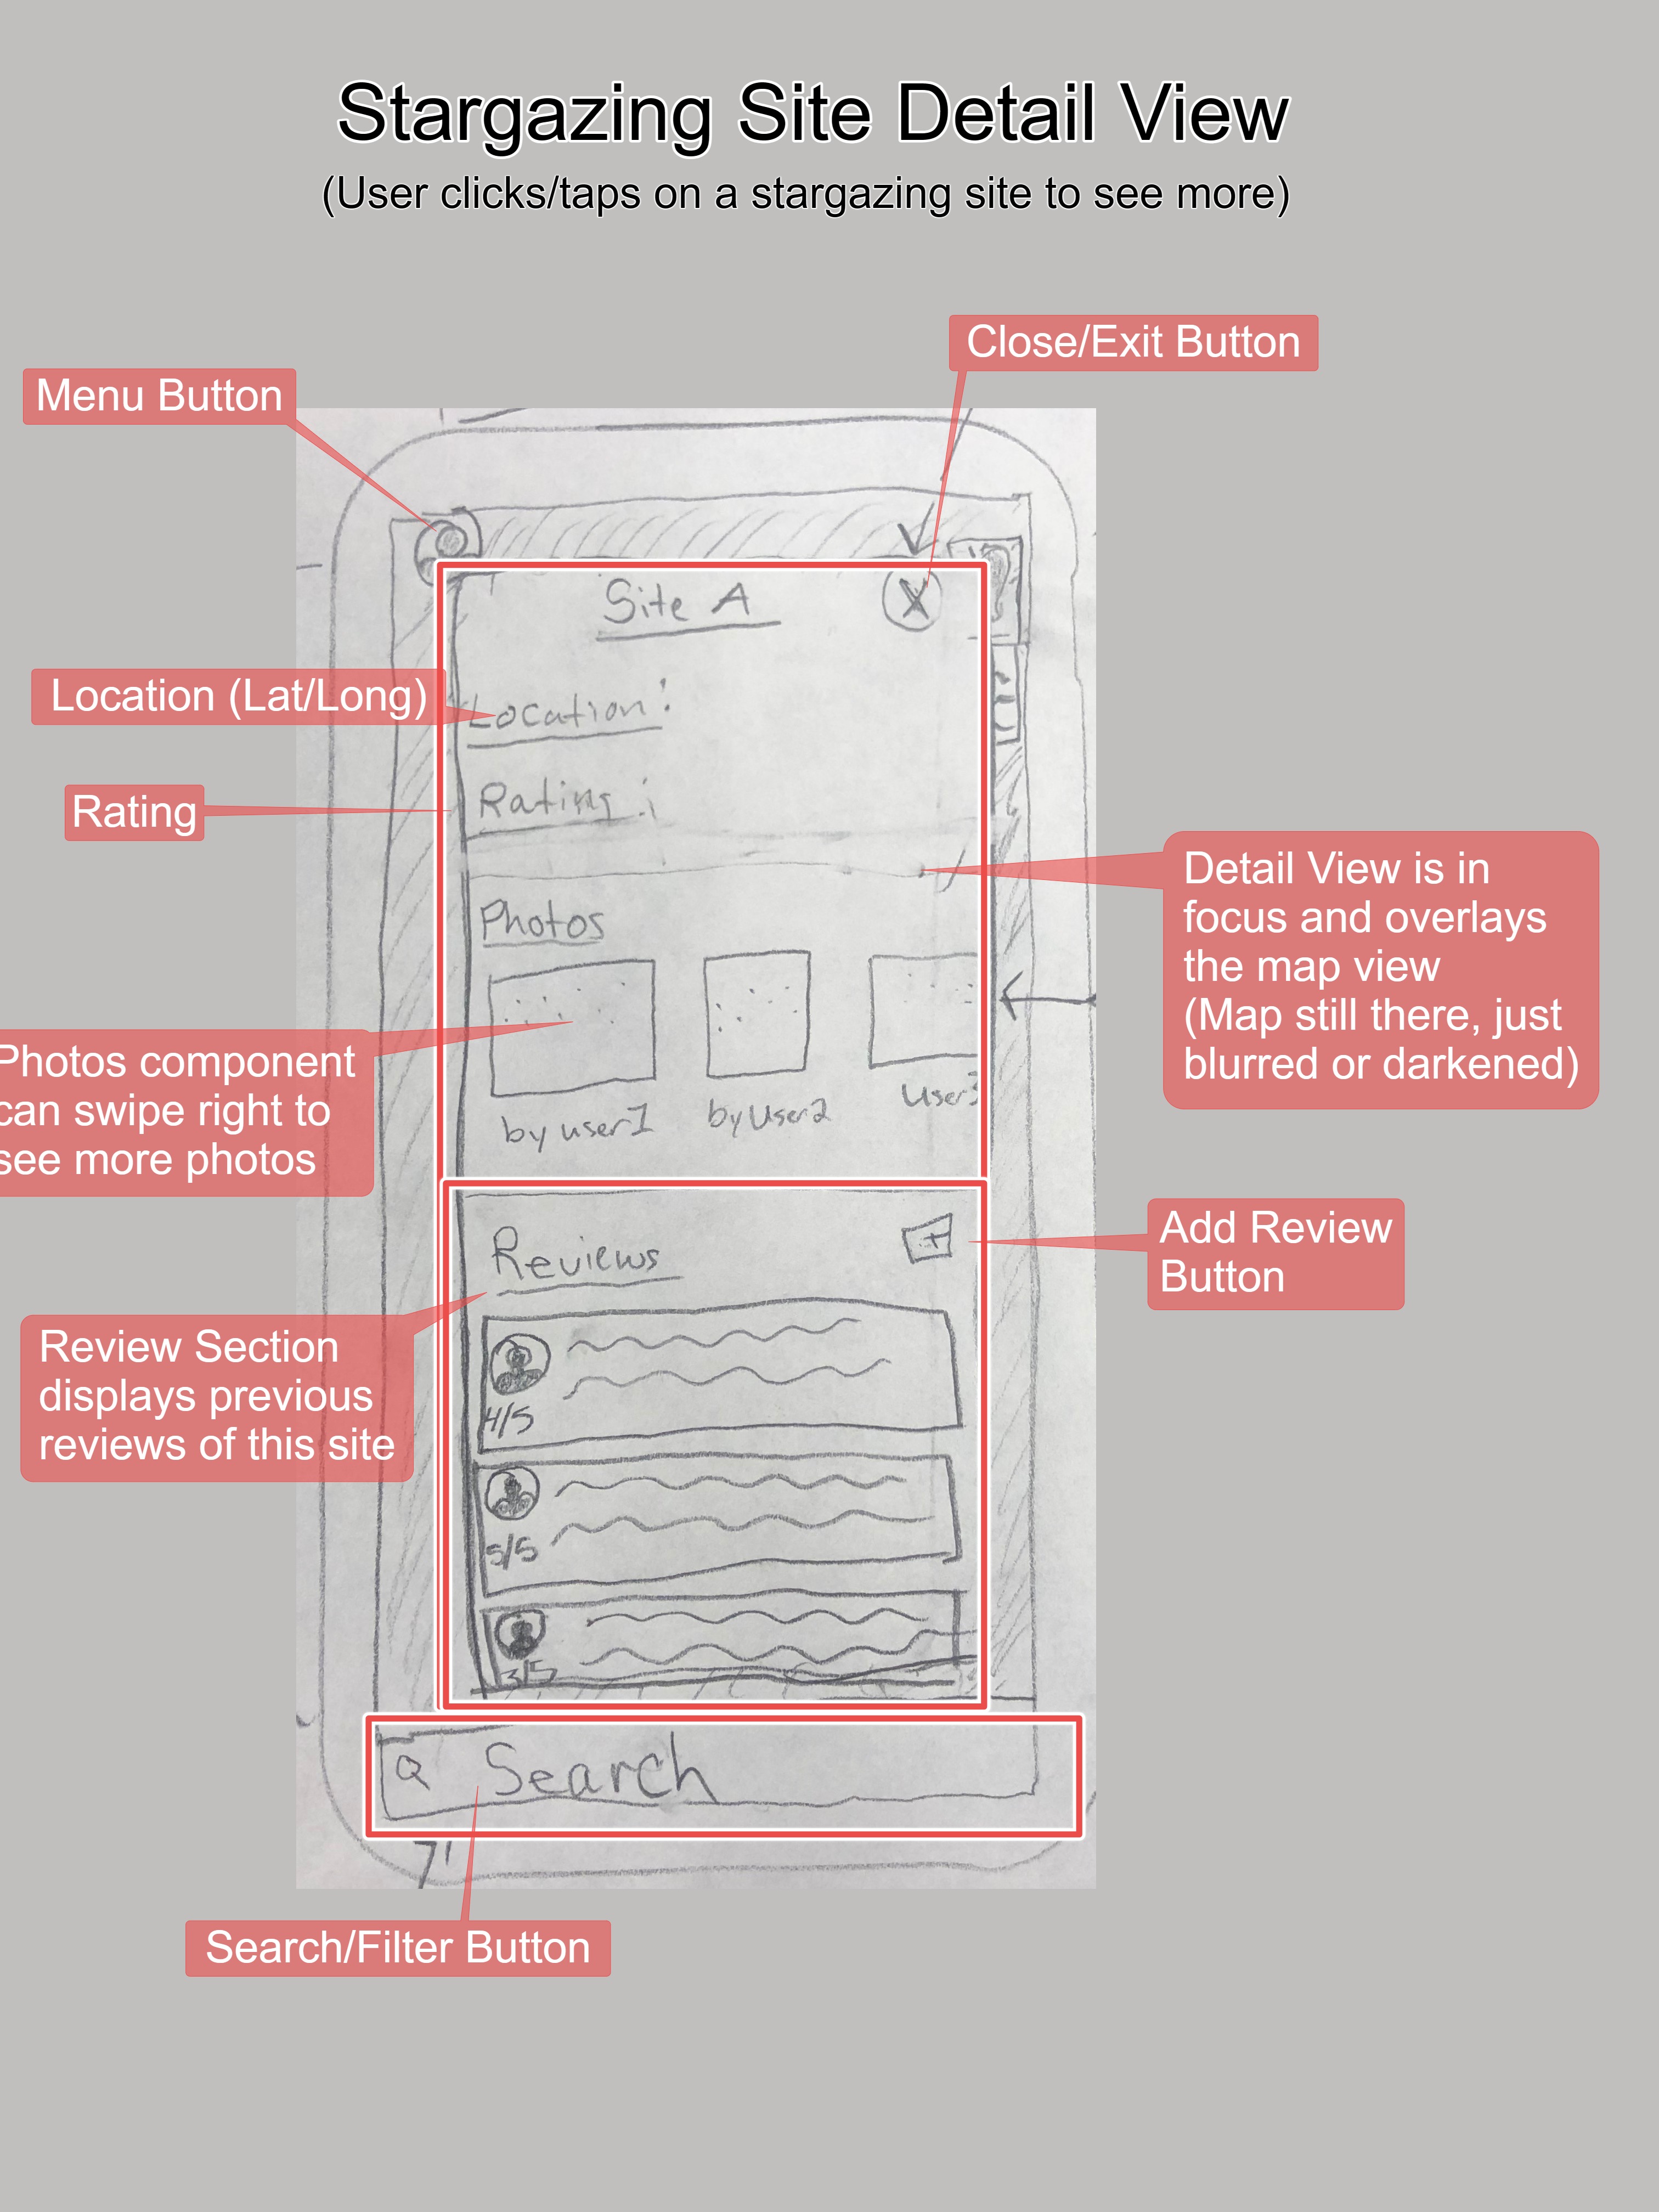 Stargazing Site Detail View
(User clicks/taps on a stargazing site to see more)
Close/Exit Button
Menu Button
Site A
X
Location (Lat/Long)
Location:
Rating
Rating:
Detail View is in
focus and overlays
the map view
(Map still there, just
blurred or darkened)
Photos
by user1
by User2
User3
Photos component
can swipe right to
see more photos
Add Review
Button
Reviews
+
Review Section
displays previous
reviews of this site
4/5
5/5
3/5
Search
Search/Filter Button